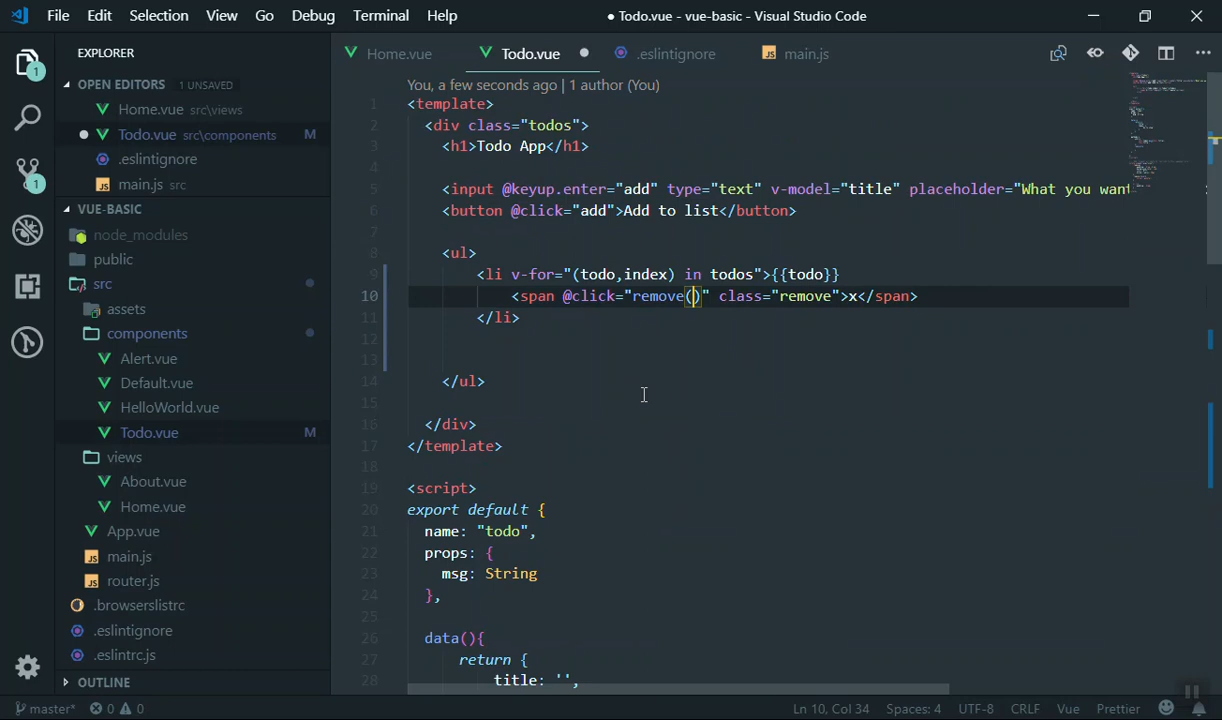 File Edit Selection View Go Debug Terminal Help ● Todo.vue - vue-basic - Visual Studio Code
EXPLORER
OPEN EDITORS 1 UNSAVED
Home.vue src\views
Todo.vue src\components M
.eslintignore
main.js src
VUE-BASIC
node_modules
public
src
assets
components
Alert.vue
Default.vue
HelloWorld.vue
Todo.vue M
views
About.vue
Home.vue
App.vue
main.js
router.js
.browserslistrc
.eslintignore
.eslintrc.js
OUTLINE
1
1
Home.vue Todo.vue .eslintignore main.js
You, a few seconds ago | 1 author (You)
1 <template>
2 <div class="todos">
3 <h1>Todo App</h1>
4
5 <input @keyup.enter="add" type="text" v-model="title" placeholder="What you want
6 <button @click="add">Add to list</button>
7
8 <ul>
9 <li v-for="(todo,index) in todos">{{todo}}
10 <span @click="remove()" class="remove">x</span>
11 </li>
12
13
14 </ul>
15
16 </div>
17 </template>
18
19 <script>
20 export default {
21 name: "todo",
22 props: {
23 msg: String
24 },
25
26 data(){
27 return {
28 title: '',
master* 0 0 Ln 10, Col 34 Spaces: 4 UTF-8 CRLF Vue Prettier